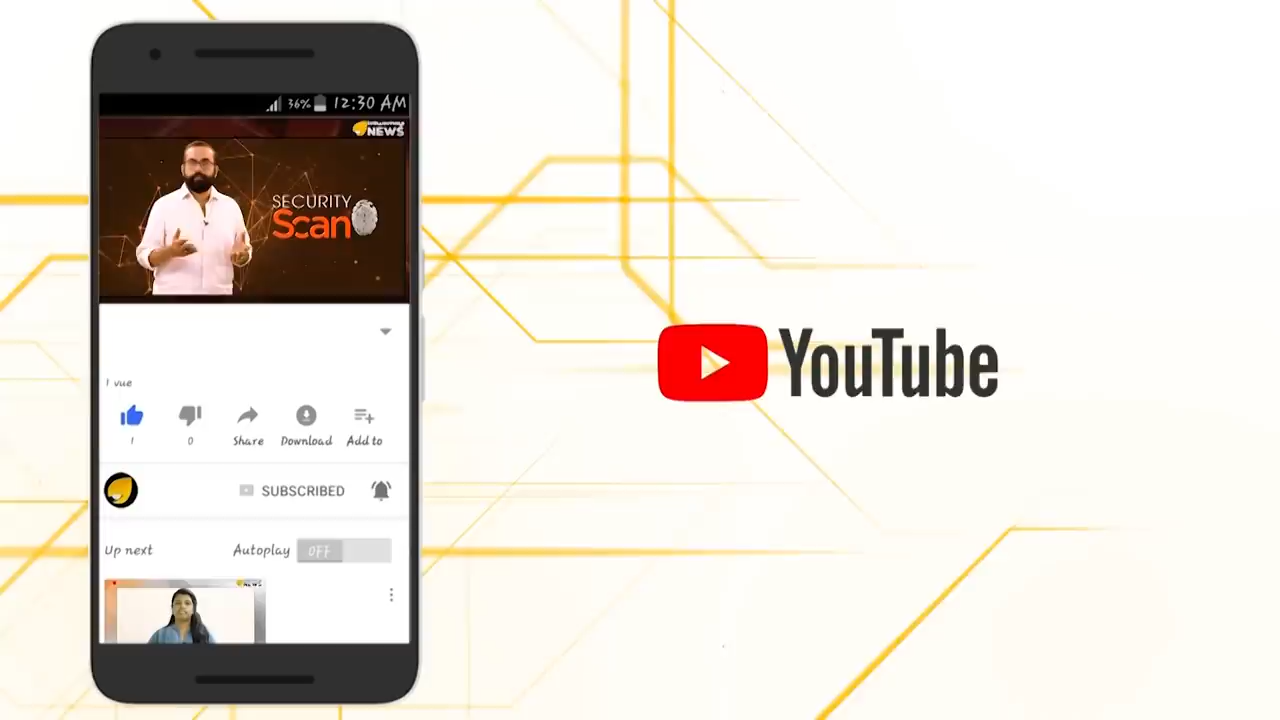 36% 12:30 AM
NEWS
SECURITY
Scan
1 vue
1 0 Share Download Add to
SUBSCRIBED
Up next Autoplay OFF
YouTube